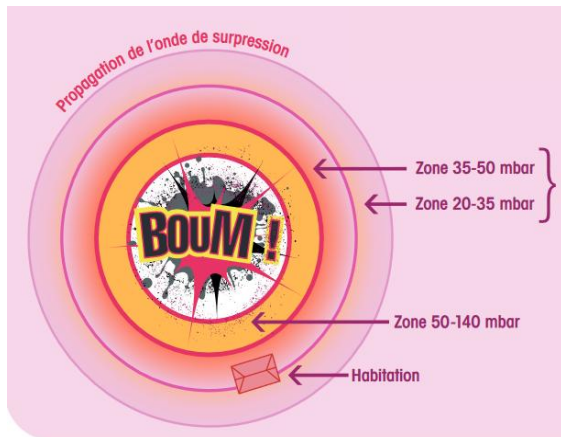 Propagation de l'onde de surpression
Zone 35-50 mbar
Zone 20-35 mbar
BOUM !
Zone 50-140 mbar
Habitation